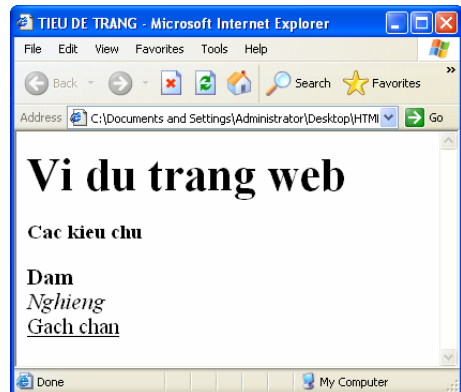 TIEU DE TRANG - Microsoft Internet Explorer
File Edit View Favorites Tools Help
Back Search Favorites »
Address C:\Documents and Settings\Administrator\Desktop\HTMl Go
Vi du trang web
Cac kieu chu
Dam
Nghieng
Gach chan
Done My Computer